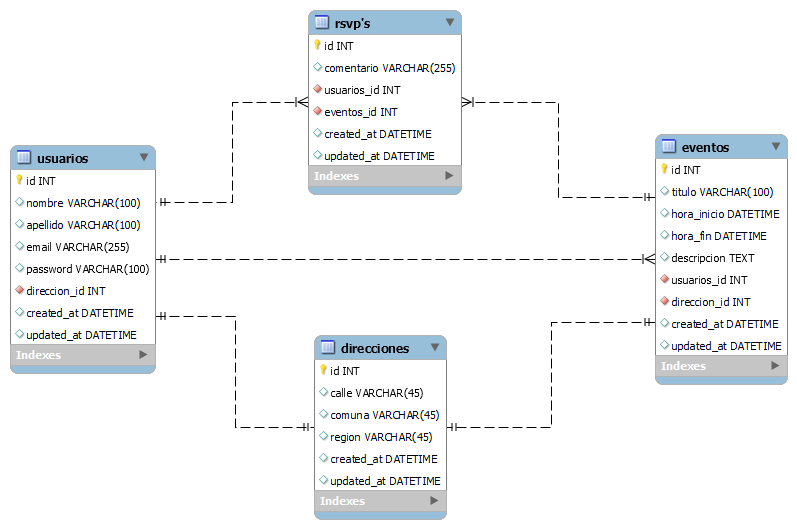 rsvp's
id INT
comentario VARCHAR(255)
usuarios_id INT
eventos_id INT
created_at DATETIME
updated_at DATETIME
Indexes
usuarios
id INT
nombre VARCHAR(100)
apellido VARCHAR(100)
email VARCHAR(255)
password VARCHAR(100)
direccion_id INT
created_at DATETIME
updated_at DATETIME
Indexes
eventos
id INT
titulo VARCHAR(100)
hora_inicio DATETIME
hora_fin DATETIME
descripcion TEXT
usuarios_id INT
direccion_id INT
created_at DATETIME
updated_at DATETIME
Indexes
direcciones
id INT
calle VARCHAR(45)
comuna VARCHAR(45)
region VARCHAR(45)
created_at DATETIME
updated_at DATETIME
Indexes